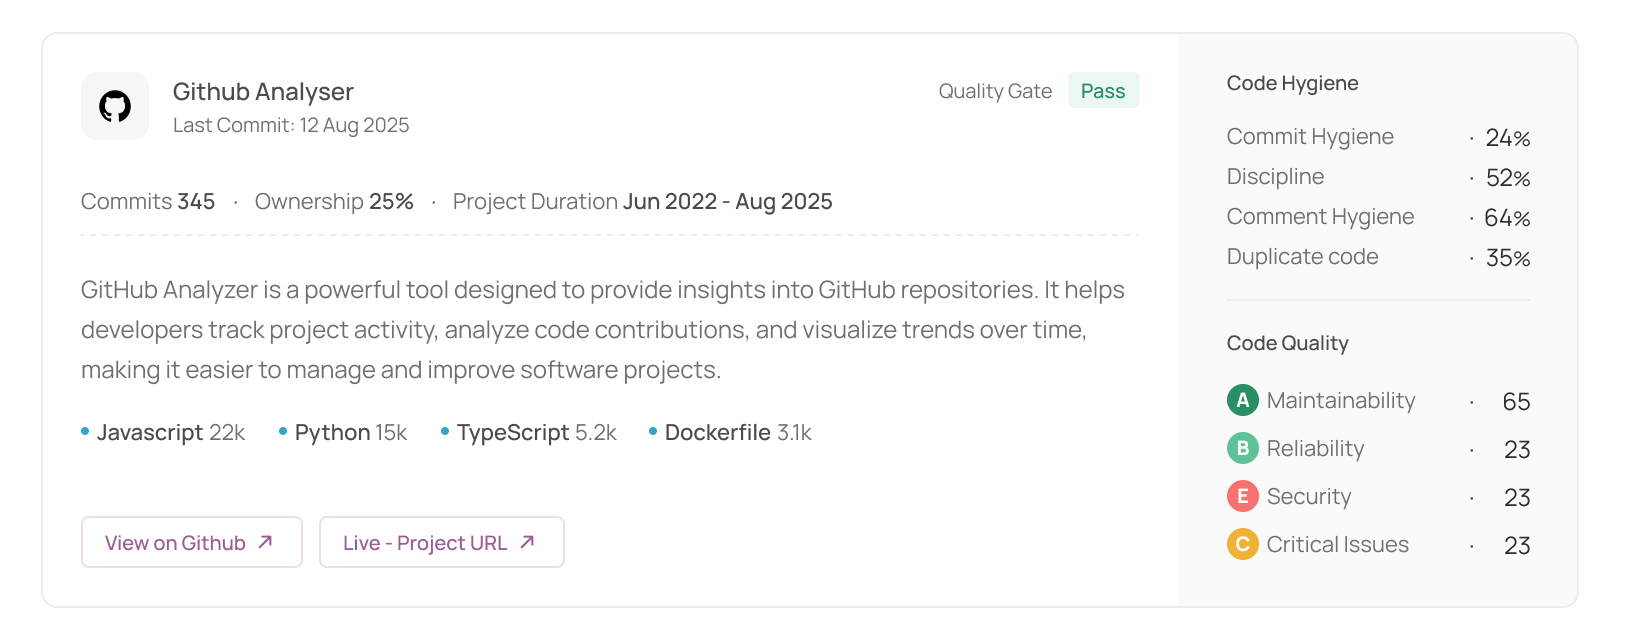 Github Analyser
Last Commit: 12 Aug 2025
Quality Gate Pass
Commits 345 · Ownership 25% · Project Duration Jun 2022 - Aug 2025
GitHub Analyzer is a powerful tool designed to provide insights into GitHub repositories. It helps
developers track project activity, analyze code contributions, and visualize trends over time,
making it easier to manage and improve software projects.
Javascript 22k
Python 15k
TypeScript 5.2k
Dockerfile 3.1k
View on Github
Live - Project URL
Code Hygiene
Commit Hygiene · 24%
Discipline · 52%
Comment Hygiene · 64%
Duplicate code · 35%
Code Quality
A Maintainability · 65
B Reliability · 23
E Security · 23
C Critical Issues · 23